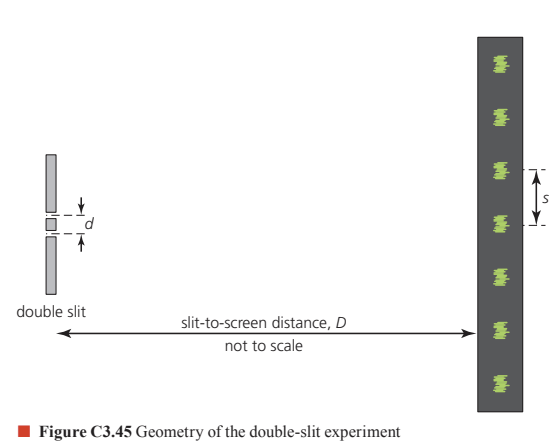 s
d
double slit
slit-to-screen distance, D
not to scale
Figure C3.45 Geometry of the double-slit experiment